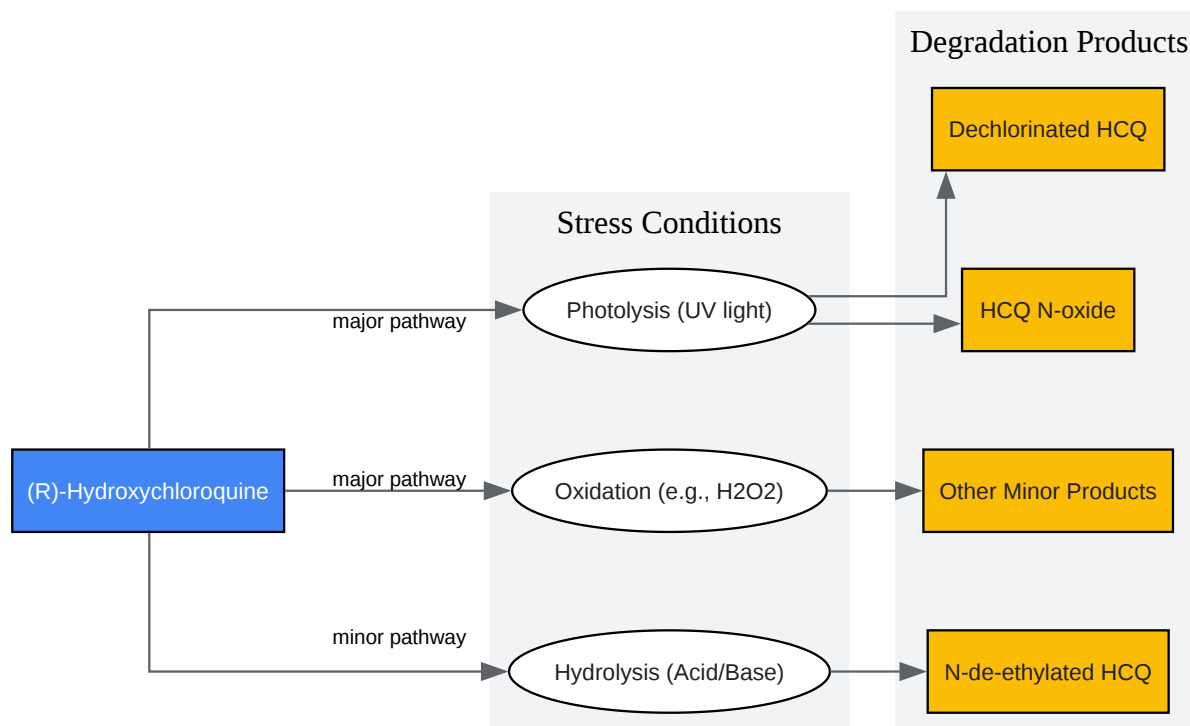 Degradation Products
Dechlorinated HCQ
Stress Conditions
Photolysis (UV light)
HCQ N-oxide
major pathway
(R)-Hydroxychloroquine
major pathway
Oxidation (e.g., H2O2)
Other Minor Products
minor pathway
Hydrolysis (Acid/Base)
N-de-ethylated HCQ